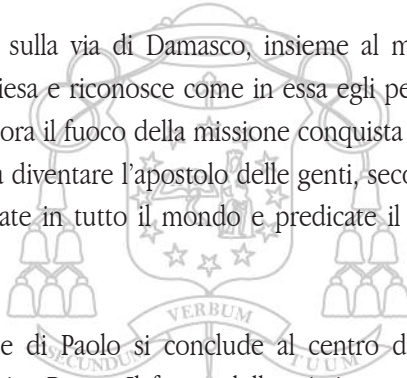 sulla via di Damasco, insieme al m
iesa e riconosce come in essa egli pe
ora il fuoco della missione conquista
a diventare l'apostolo delle genti, seco
ate in tutto il mondo e predicate il
VERBUM
e di Paolo si conclude al centro d
SECUNDUM TUUM